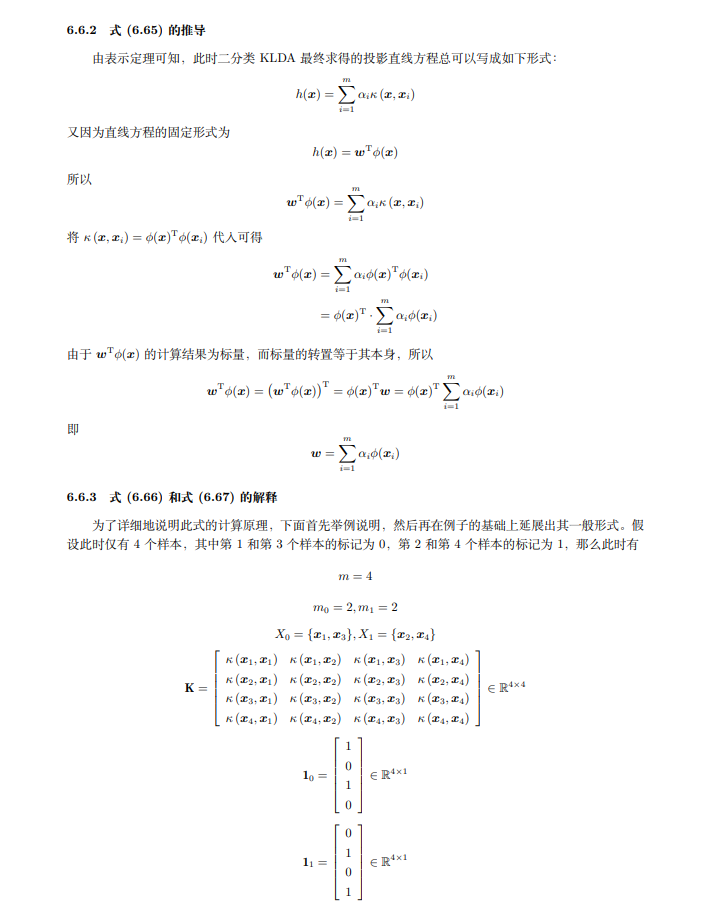 6.6.2 式 (6.65) 的推导
由表示定理可知，此时二分类 KLDA 最终求得的投影直线方程总可以写成如下形式：
$h(\boldsymbol{x}) = \sum_{i=1}^{m} \alpha_i \kappa(\boldsymbol{x}, \boldsymbol{x}_i)$
又因为直线方程的固定形式为
$h(\boldsymbol{x}) = \boldsymbol{w}^{\mathrm{T}} \phi(\boldsymbol{x})$
所以
$\boldsymbol{w}^{\mathrm{T}} \phi(\boldsymbol{x}) = \sum_{i=1}^{m} \alpha_i \kappa(\boldsymbol{x}, \boldsymbol{x}_i)$
将 $\kappa(\boldsymbol{x}, \boldsymbol{x}_i) = \phi(\boldsymbol{x})^{\mathrm{T}} \phi(\boldsymbol{x}_i)$ 代入可得
$\boldsymbol{w}^{\mathrm{T}} \phi(\boldsymbol{x}) = \sum_{i=1}^{m} \alpha_i \phi(\boldsymbol{x})^{\mathrm{T}} \phi(\boldsymbol{x}_i)$
$= \phi(\boldsymbol{x})^{\mathrm{T}} \cdot \sum_{i=1}^{m} \alpha_i \phi(\boldsymbol{x}_i)$
由于 $\boldsymbol{w}^{\mathrm{T}} \phi(\boldsymbol{x})$ 的计算结果为标量，而标量的转置等于其本身，所以
$\boldsymbol{w}^{\mathrm{T}} \phi(\boldsymbol{x}) = \left(\boldsymbol{w}^{\mathrm{T}} \phi(\boldsymbol{x})\right)^{\mathrm{T}} = \phi(\boldsymbol{x})^{\mathrm{T}} \boldsymbol{w} = \phi(\boldsymbol{x})^{\mathrm{T}} \sum_{i=1}^{m} \alpha_i \phi(\boldsymbol{x}_i)$
即
$\boldsymbol{w} = \sum_{i=1}^{m} \alpha_i \phi(\boldsymbol{x}_i)$
6.6.3 式 (6.66) 和式 (6.67) 的解释
为了详细地说明此式的计算原理，下面首先举例说明，然后再在例子的基础上延展出其一般形式。假
设此时仅有 4 个样本，其中第 1 和第 3 个样本的标记为 0，第 2 和第 4 个样本的标记为 1，那么此时有
$m = 4$
$m_0 = 2, m_1 = 2$
$X_0 = \{\boldsymbol{x}_1, \boldsymbol{x}_3\}, X_1 = \{\boldsymbol{x}_2, \boldsymbol{x}_4\}$
$\mathbf{K} = \begin{bmatrix} \kappa(\boldsymbol{x}_1, \boldsymbol{x}_1) & \kappa(\boldsymbol{x}_1, \boldsymbol{x}_2) & \kappa(\boldsymbol{x}_1, \boldsymbol{x}_3) & \kappa(\boldsymbol{x}_1, \boldsymbol{x}_4) \\ \kappa(\boldsymbol{x}_2, \boldsymbol{x}_1) & \kappa(\boldsymbol{x}_2, \boldsymbol{x}_2) & \kappa(\boldsymbol{x}_2, \boldsymbol{x}_3) & \kappa(\boldsymbol{x}_2, \boldsymbol{x}_4) \\ \kappa(\boldsymbol{x}_3, \boldsymbol{x}_1) & \kappa(\boldsymbol{x}_3, \boldsymbol{x}_2) & \kappa(\boldsymbol{x}_3, \boldsymbol{x}_3) & \kappa(\boldsymbol{x}_3, \boldsymbol{x}_4) \\ \kappa(\boldsymbol{x}_4, \boldsymbol{x}_1) & \kappa(\boldsymbol{x}_4, \boldsymbol{x}_2) & \kappa(\boldsymbol{x}_4, \boldsymbol{x}_3) & \kappa(\boldsymbol{x}_4, \boldsymbol{x}_4) \end{bmatrix} \in \mathbb{R}^{4 \times 4}$
$\mathbf{1}_0 = \begin{bmatrix} 1 \\ 0 \\ 1 \\ 0 \end{bmatrix} \in \mathbb{R}^{4 \times 1}$
$\mathbf{1}_1 = \begin{bmatrix} 0 \\ 1 \\ 0 \\ 1 \end{bmatrix} \in \mathbb{R}^{4 \times 1}$